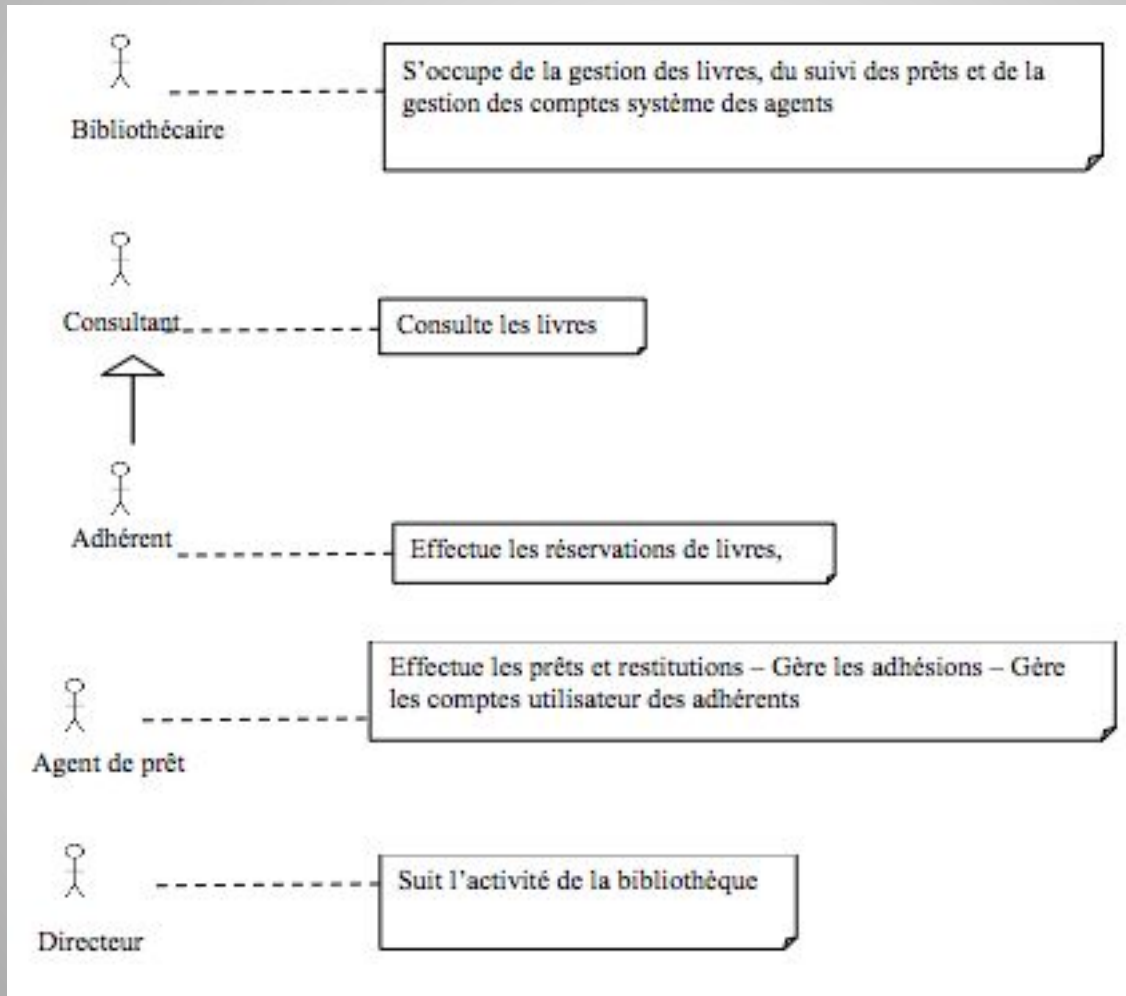 S'occupe de la gestion des livres, du suivi des prêts et de la
gestion des comptes système des agents
Bibliothécaire
Consultant
Consulte les livres
Adhérent
Effectue les réservations de livres,
Effectue les prêts et restitutions – Gère les adhésions – Gère
les comptes utilisateur des adhérents
Agent de prêt
Suit l'activité de la bibliothèque
Directeur